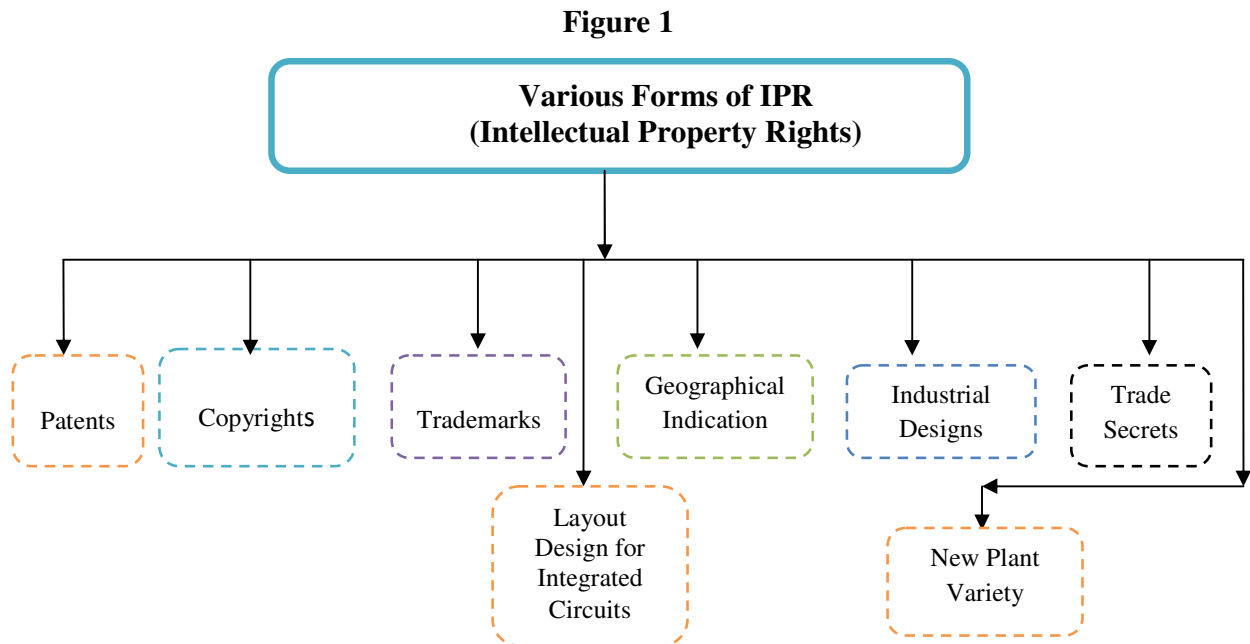 Figure 1
Various Forms of IPR
(Intellectual Property Rights)
Patents
Copyrights
Trademarks
Geographical
Indication
Industrial
Designs
Trade
Secrets
Layout
Design for
Integrated
Circuits
New Plant
Variety